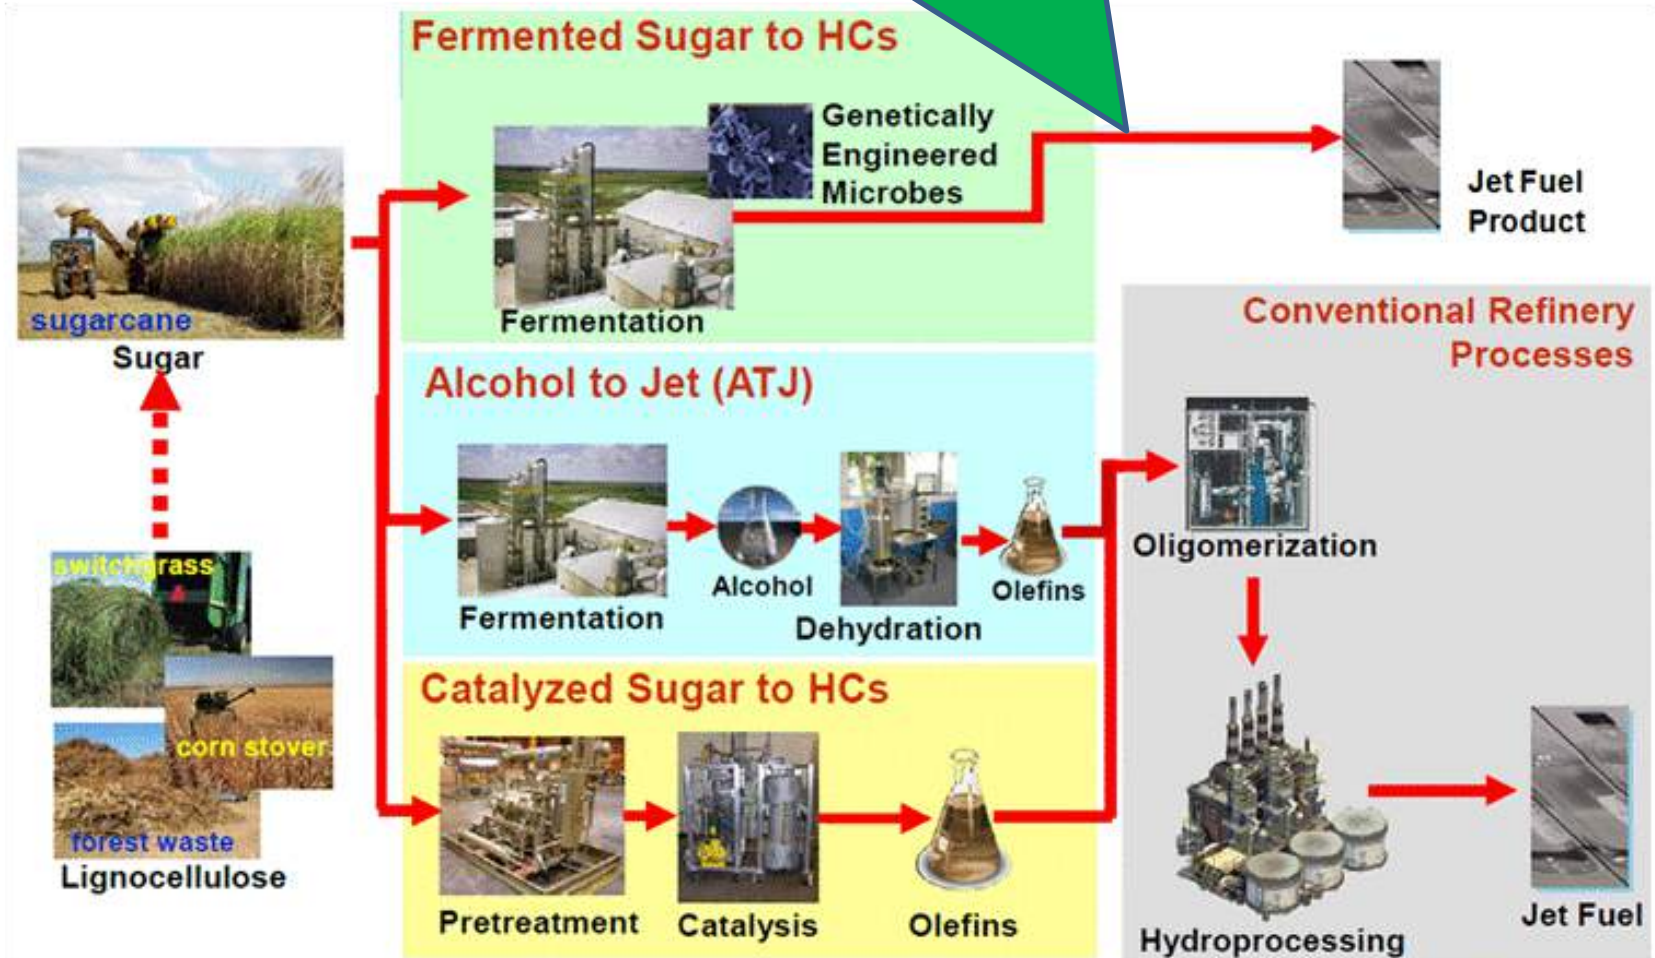 Fermented Sugar to HCs
Genetically
Engineered
Microbes
Fermentation
Jet Fuel
Product
sugarcane
Sugar
Alcohol to Jet (ATJ)
Fermentation
Alcohol
Dehydration
Olefins
Conventional Refinery
Processes
Oligomerization
Hydroprocessing
Jet Fuel
switchgrass
corn stover
forest waste
Lignocellulose
Catalyzed Sugar to HCs
Pretreatment
Catalysis
Olefins